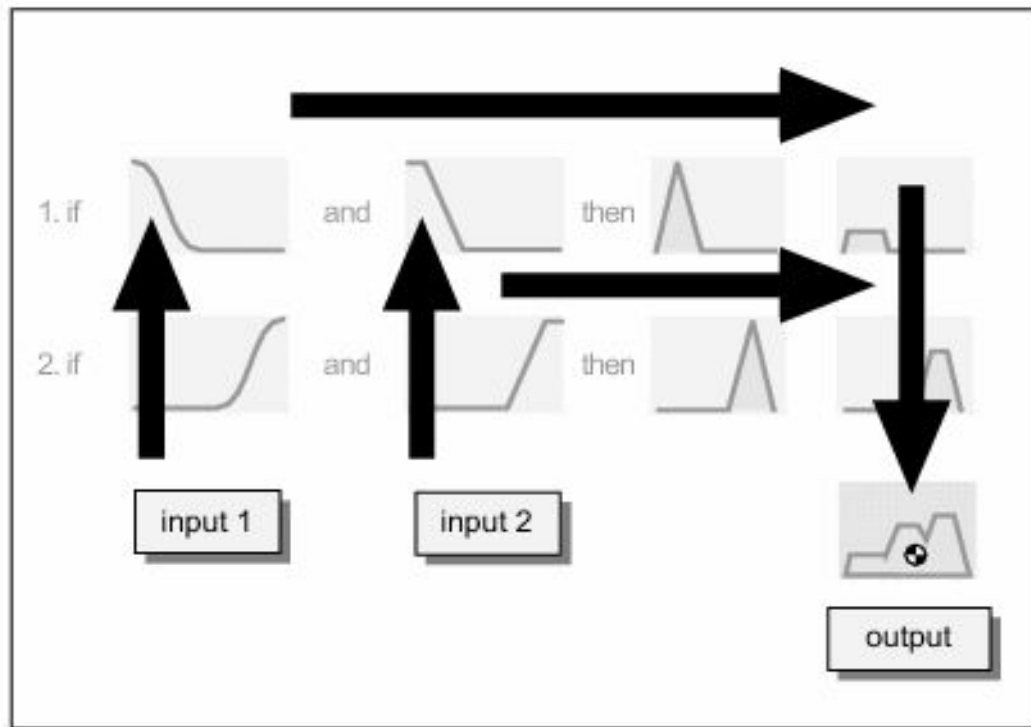 1. if and then
2. if and then
input 1 input 2
output